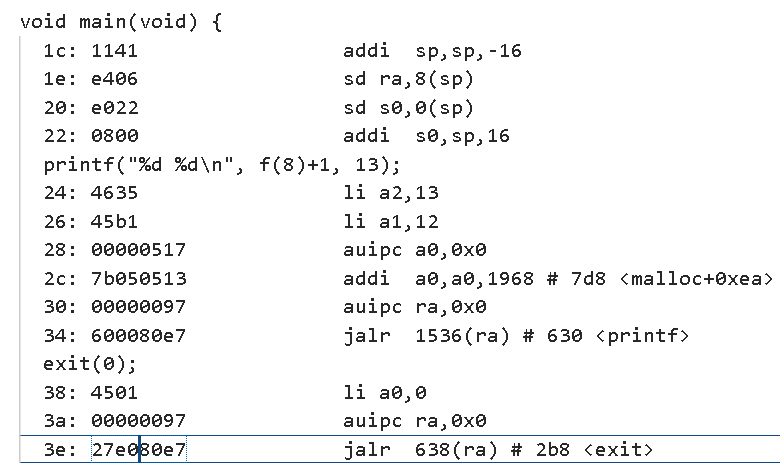 void main(void) {
1c: 1141 addi sp,sp,-16
1e: e406 sd ra,8(sp)
20: e022 sd s0,0(sp)
22: 0800 addi s0,sp,16
printf("%d %d\n", f(8)+1, 13);
24: 4635 li a2,13
26: 45b1 li a1,12
28: 00000517 auipc a0,0x0
2c: 7b050513 addi a0,a0,1968 # 7d8 <malloc+0xea>
30: 00000097 auipc ra,0x0
34: 600080e7 jalr 1536(ra) # 630 <printf>
exit(0);
38: 4501 li a0,0
3a: 00000097 auipc ra,0x0
3e: 27e080e7 jalr 638(ra) # 2b8 <exit>